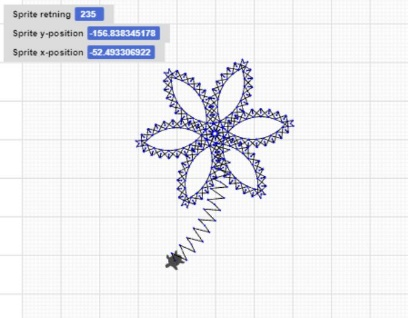 Sprite retning 235
Sprite y-position -156.838345178
Sprite x-position -52.493306922